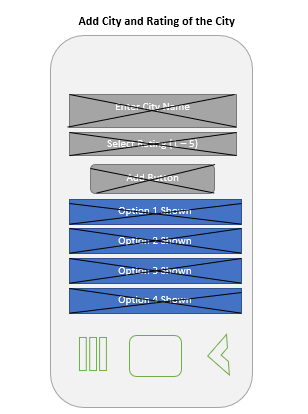 Add City and Rating of the City
Enter City Name
Select Rating (1 – 5)
Add Button
Option 1 Shown
Option 2 Shown
Option 3 Shown
Option 4 Shown